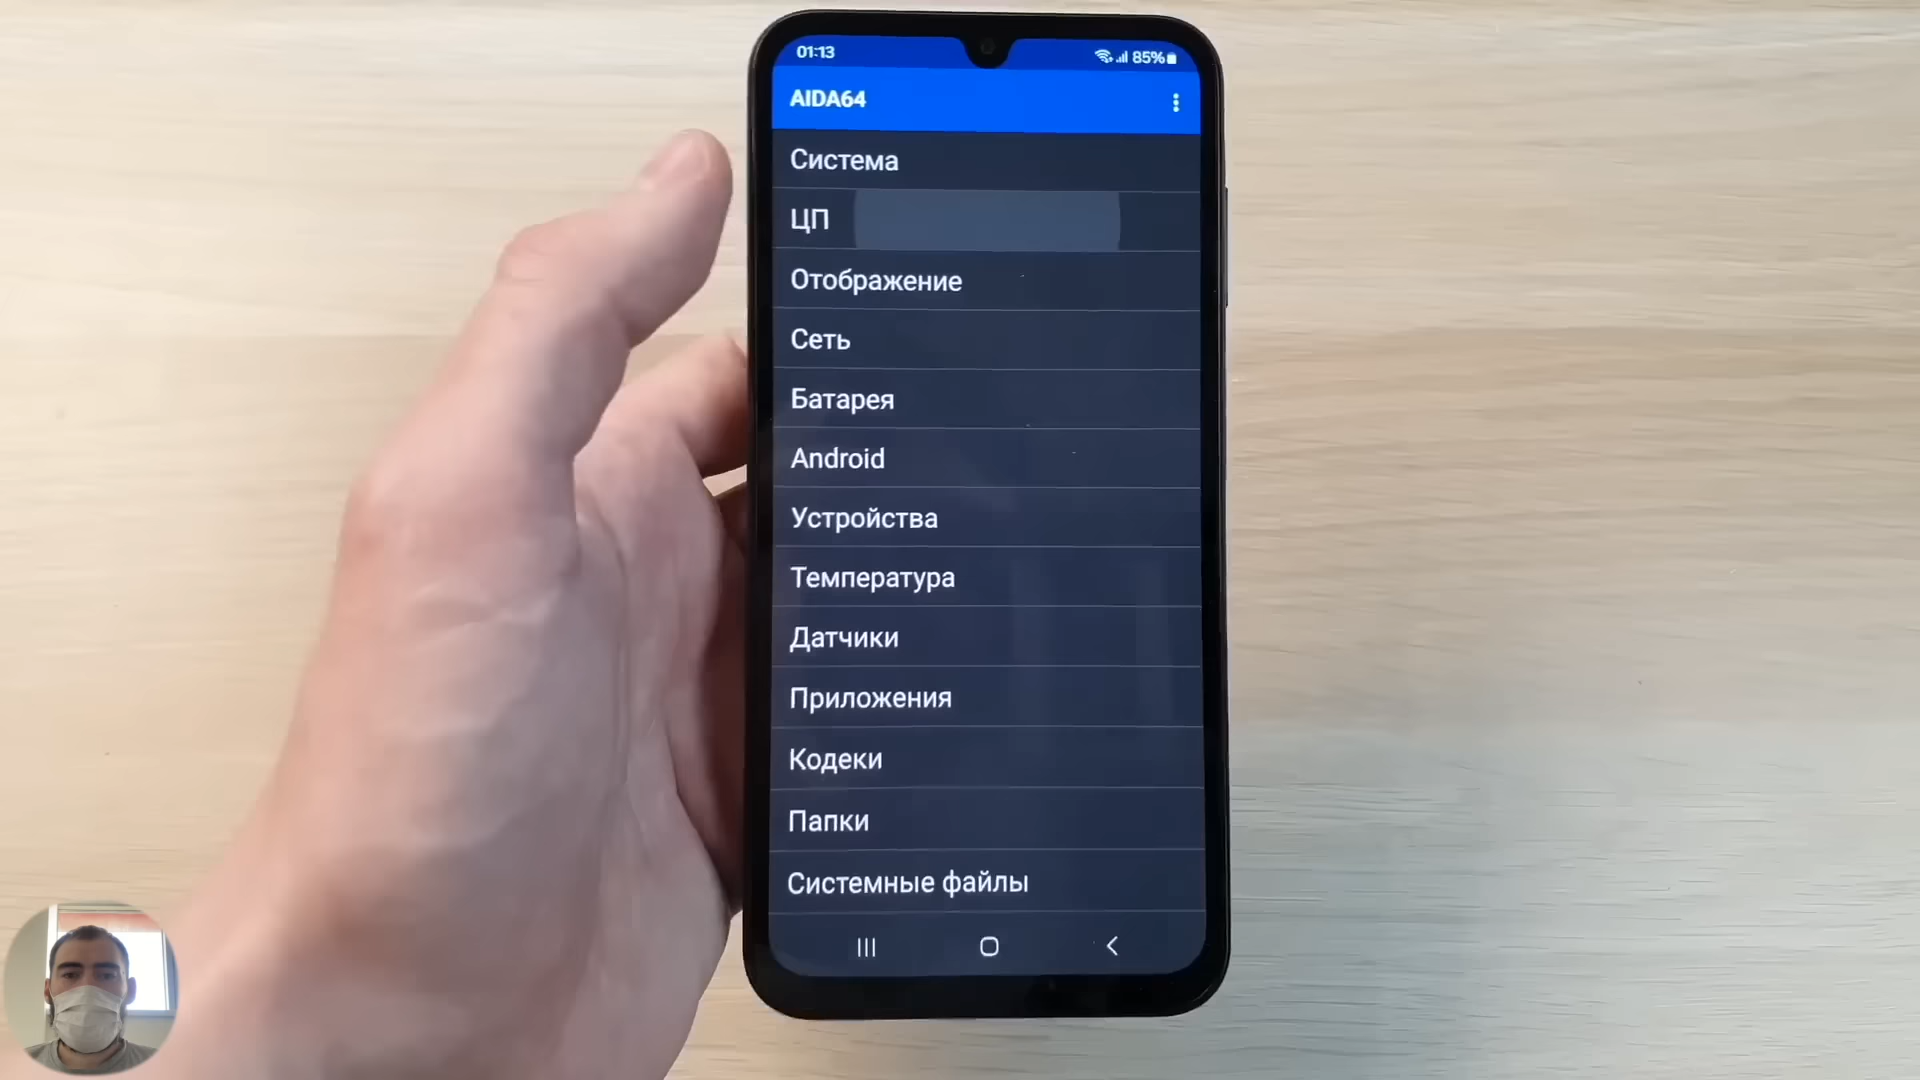 01:13
85%
AIDA64
Система
ЦП
Отображение
Сеть
Батарея
Android
Устройства
Температура
Датчики
Приложения
Кодеки
Папки
Системные файлы